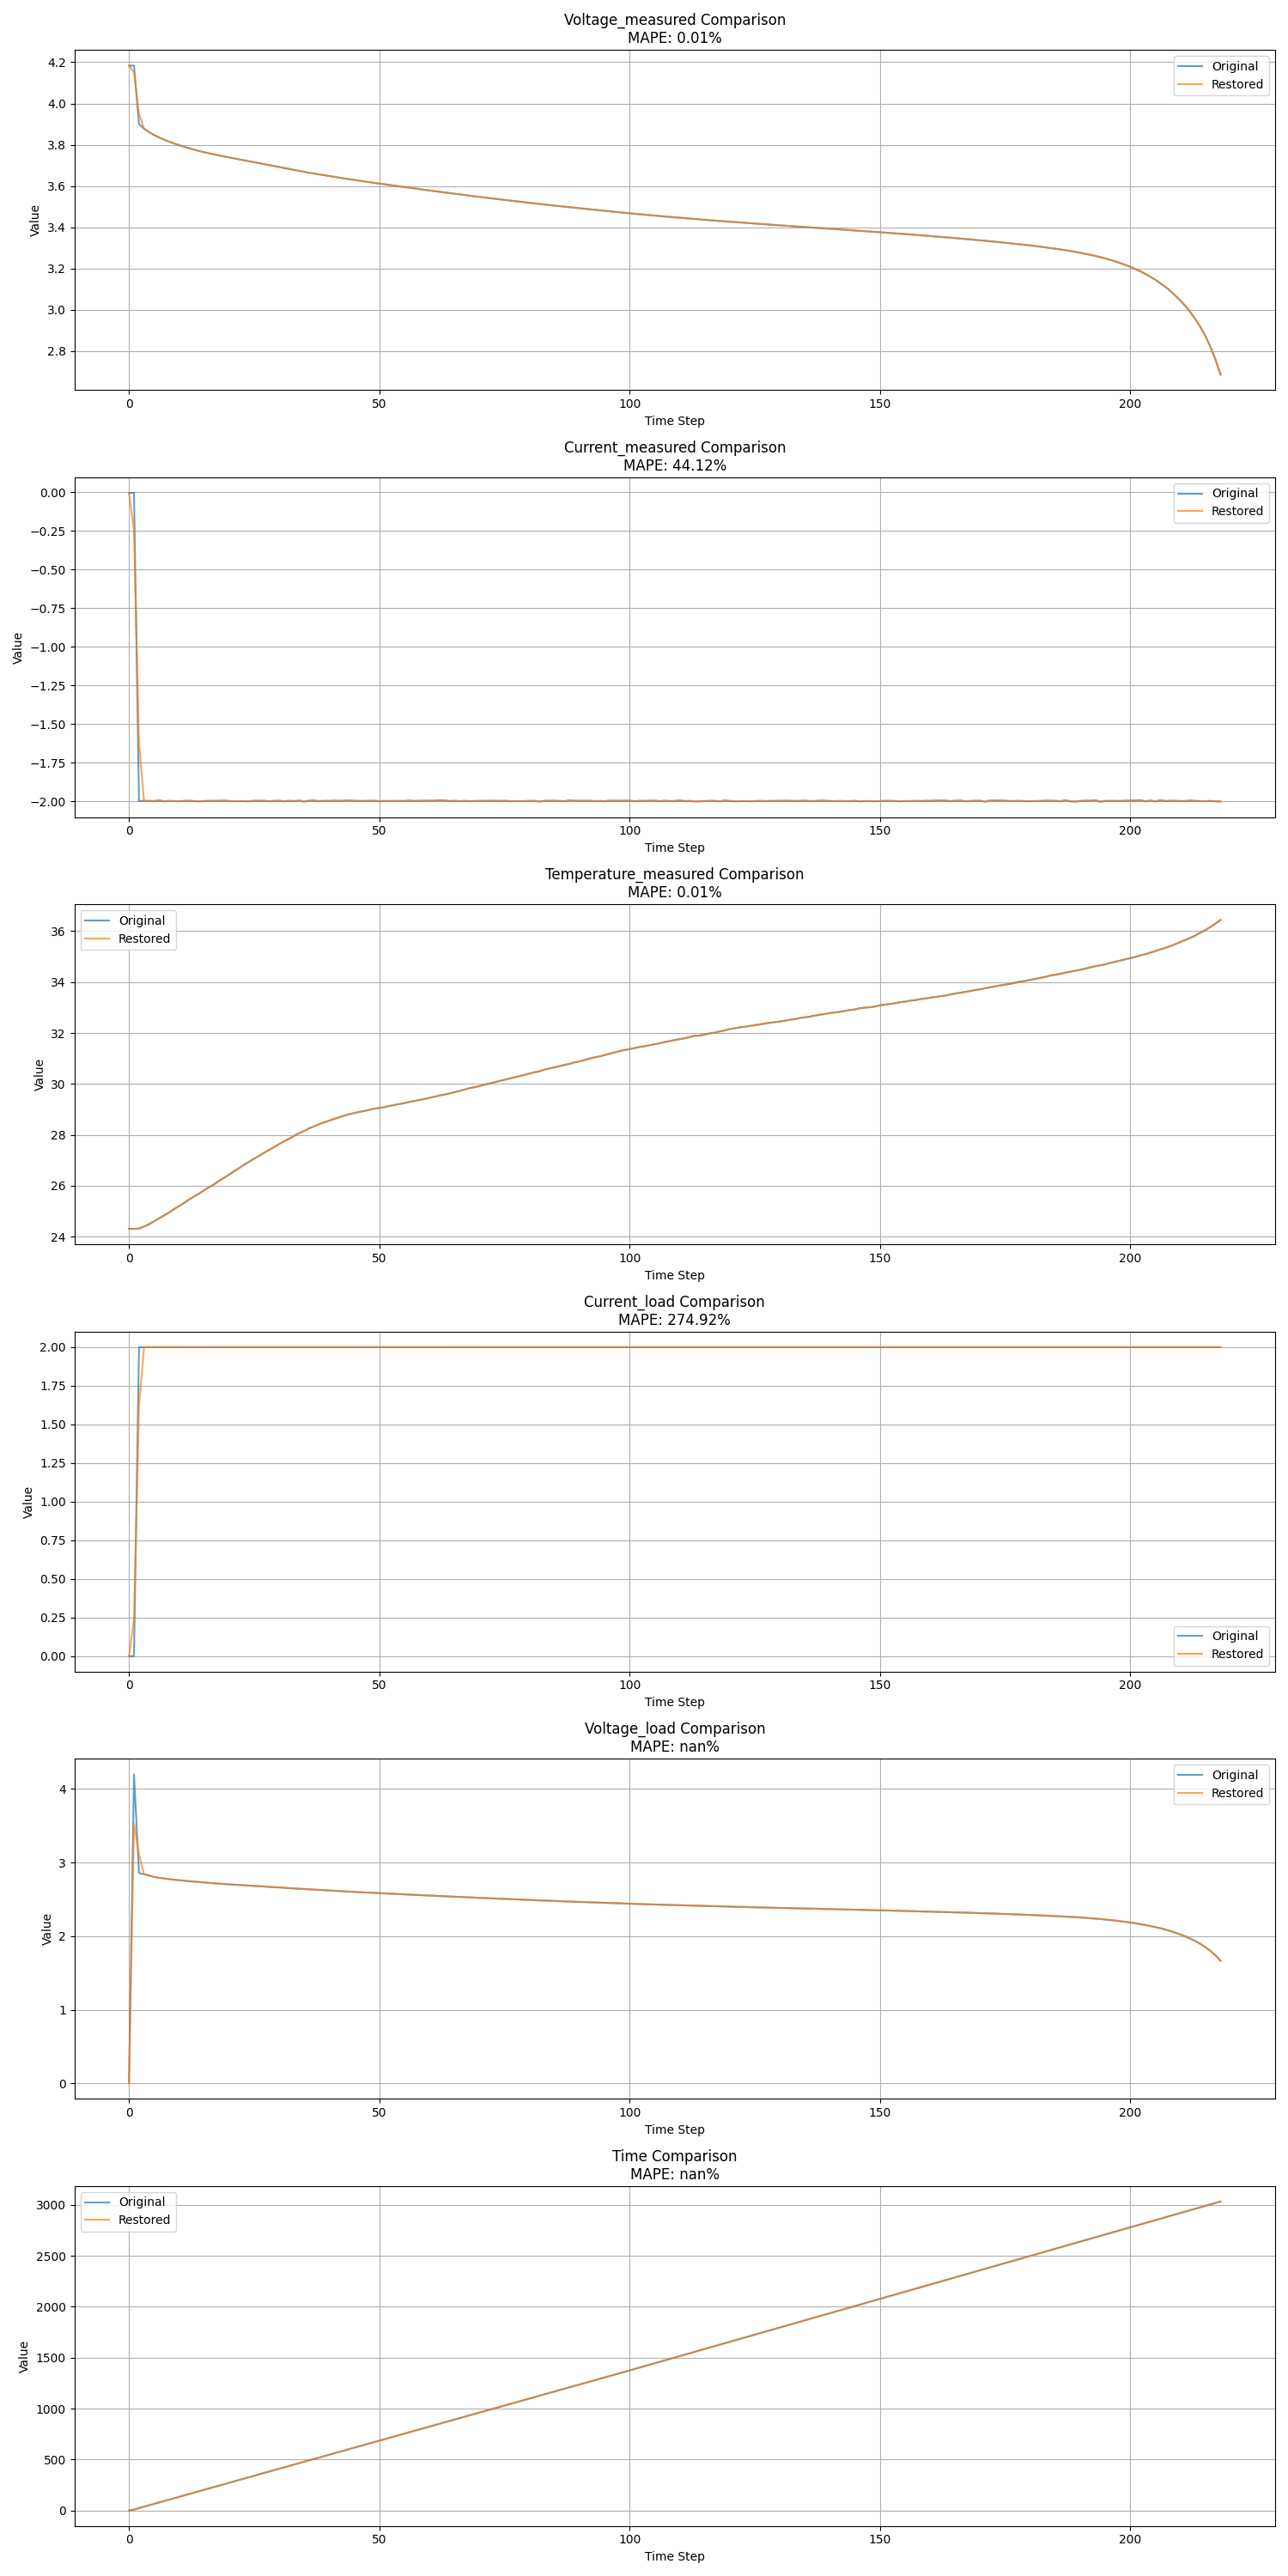 Voltage_measured Comparison
MAPE: 0.01%
Original
Restored
4.2
4.0
3.8
3.6
3.4
3.2
3.0
2.8
Value
0 50 100 150 200
Time Step
Current_measured Comparison
MAPE: 44.12%
Original
Restored
0.00
−0.25
−0.50
−0.75
−1.00
−1.25
−1.50
−1.75
−2.00
Value
0 50 100 150 200
Time Step
Temperature_measured Comparison
MAPE: 0.01%
Original
Restored
36
34
32
30
28
26
24
Value
0 50 100 150 200
Time Step
Current_load Comparison
MAPE: 274.92%
2.00
1.75
1.50
1.25
1.00
0.75
0.50
0.25
0.00
Value
Original
Restored
0 50 100 150 200
Time Step
Voltage_load Comparison
MAPE: nan%
Original
Restored
4
3
2
1
0
Value
0 50 100 150 200
Time Step
Time Comparison
MAPE: nan%
Original
Restored
3000
2500
2000
1500
1000
500
0
Value
0 50 100 150 200
Time Step